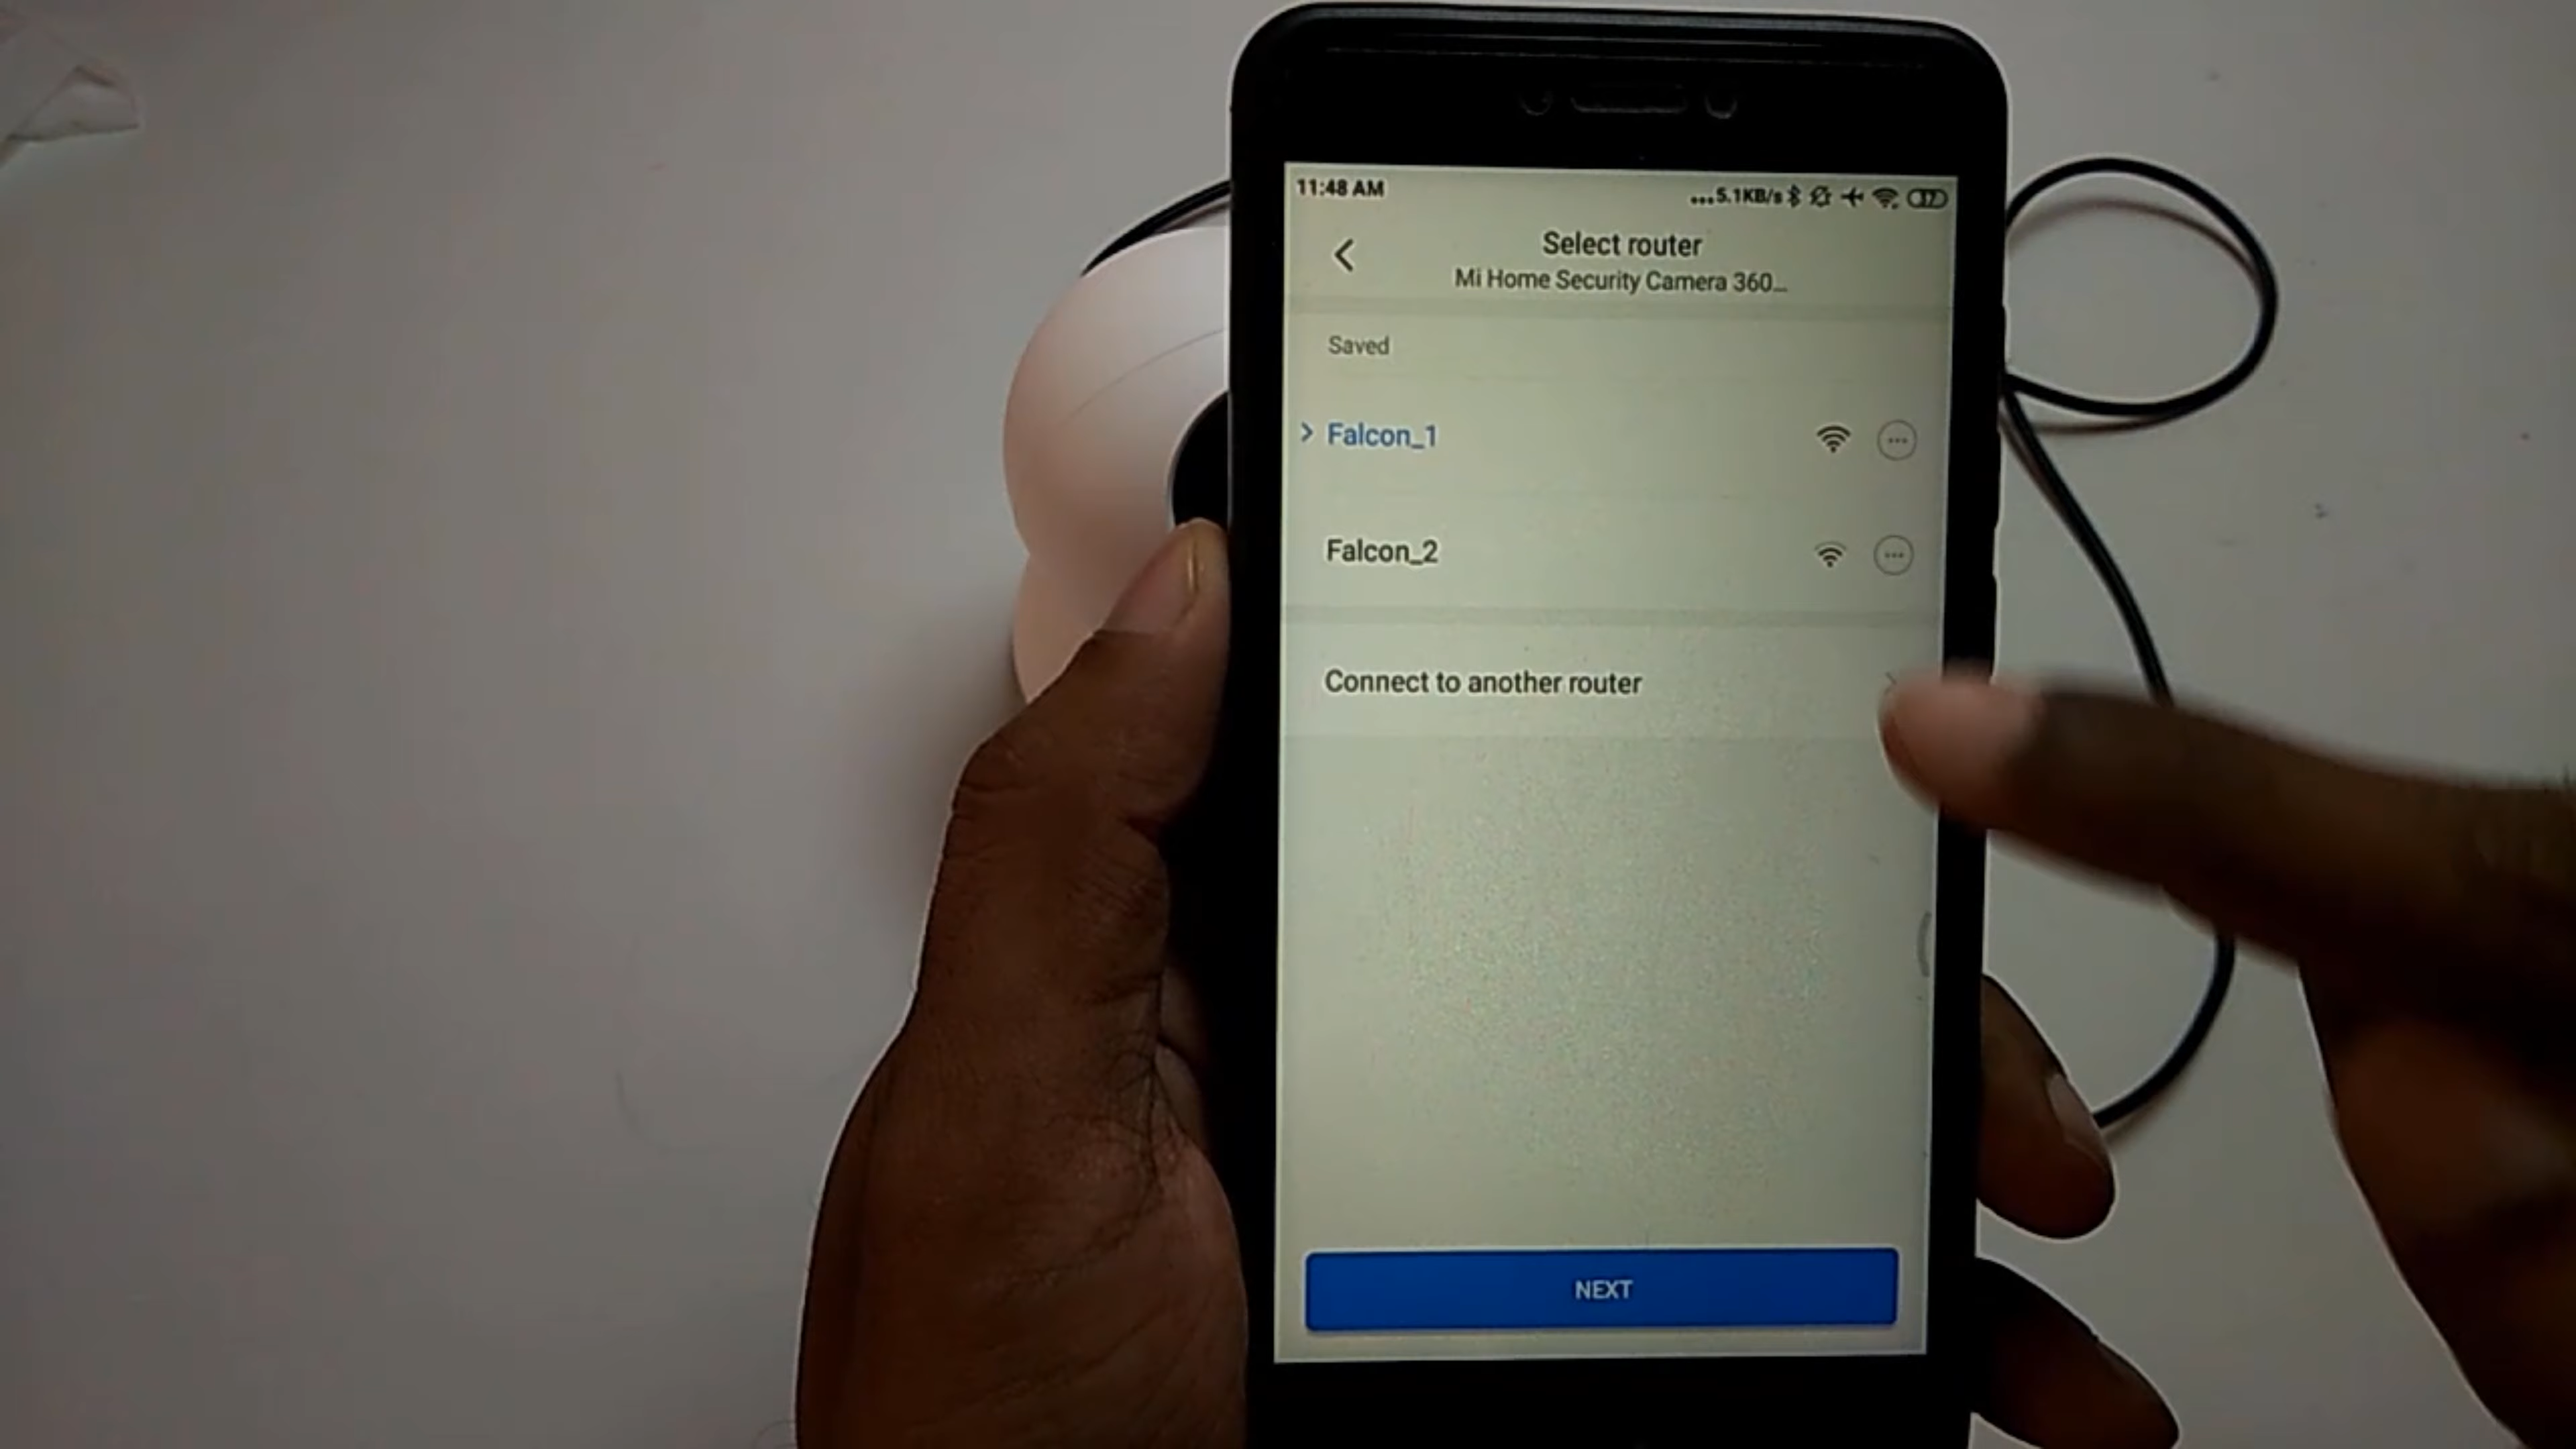 11:48 AM
...5.1KB/s 17
Select router
Mi Home Security Camera 360...
Saved
Falcon_1
Falcon_2
Connect to another router
NEXT